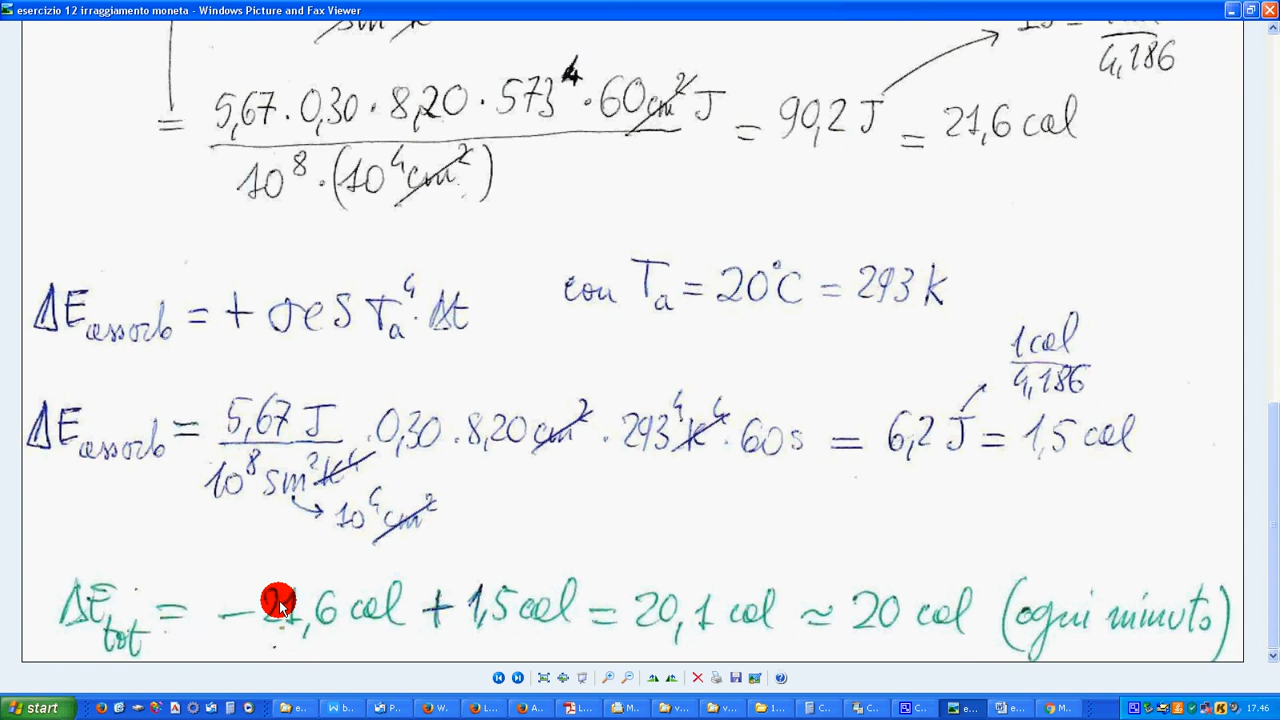 esercizio 12 irraggiamento moneta - Windows Picture and Fax Viewer
4,186
= 5,67 · 0,30 · 8,20 · 573⁴ · 60 cm² J / 10⁸ · (10⁴ cm²) = 90,2 J = 21,6 cal
ΔE assorb = + σeS Ta⁴ · Δt con Ta = 20°C = 293 K
1 cal / 4,186
ΔE assorb = 5,67 J / 10⁸ s m² K⁴ · 0,30 · 8,20 cm² · 293⁴ K⁴ · 60 s = 6,2 J = 1,5 cal
→ 10⁴ cm²
ΔE tot = − 21,6 cal + 1,5 cal = 20,1 cal ≃ 20 cal (ogni minuto)
start 17.46